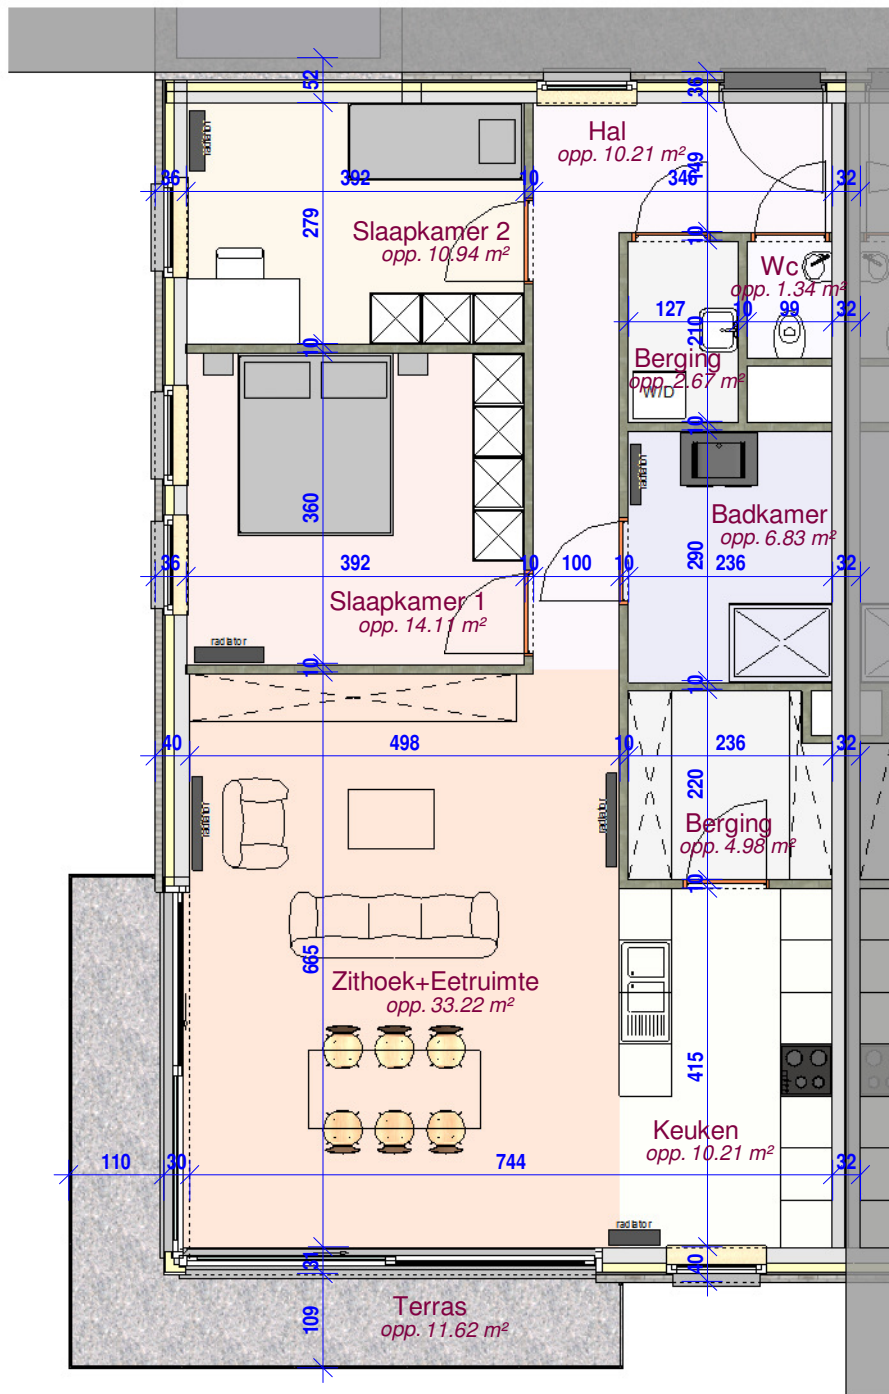 52
36
Hal
opp. 10.21 m²
radiator
149
36
392
10
346
32
279
Slaapkamer 2
opp. 10.94 m²
10
Wc
opp. 1.34 m²
127
10
99
32
210
10
Berging
opp. 2.67 m²
W/D
10
radiator
360
Badkamer
opp. 6.83 m²
290
36
392
10
100
10
236
32
Slaapkamer 1
opp. 14.11 m²
radiator
10
10
40
498
10
236
32
220
radiator
radiator
Berging
opp. 4.98 m²
10
665
Zithoek+Eetruimte
opp. 33.22 m²
415
Keuken
opp. 10.21 m²
110
30
744
32
radiator
31
40
Terras
opp. 11.62 m²
109